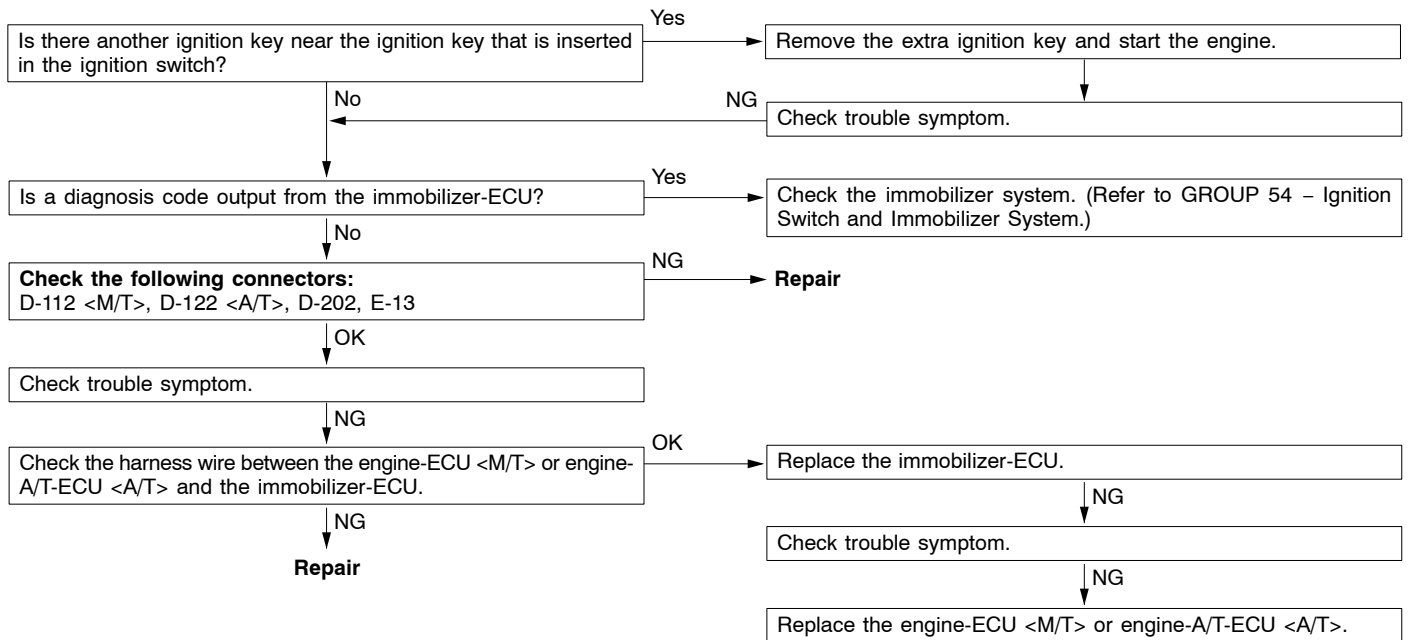 Is there another ignition key near the ignition key that is inserted
in the ignition switch?
Yes
Remove the extra ignition key and start the engine.
No
NG
Check trouble symptom.
Is a diagnosis code output from the immobilizer-ECU?
Yes
Check the immobilizer system. (Refer to GROUP 54 – Ignition
Switch and Immobilizer System.)
No
Check the following connectors:
D-112 <M/T>, D-122 <A/T>, D-202, E-13
NG
Repair
OK
Check trouble symptom.
NG
Check the harness wire between the engine-ECU <M/T> or engine-
A/T-ECU <A/T> and the immobilizer-ECU.
OK
Replace the immobilizer-ECU.
NG
Repair
NG
Check trouble symptom.
NG
Replace the engine-ECU <M/T> or engine-A/T-ECU <A/T>.